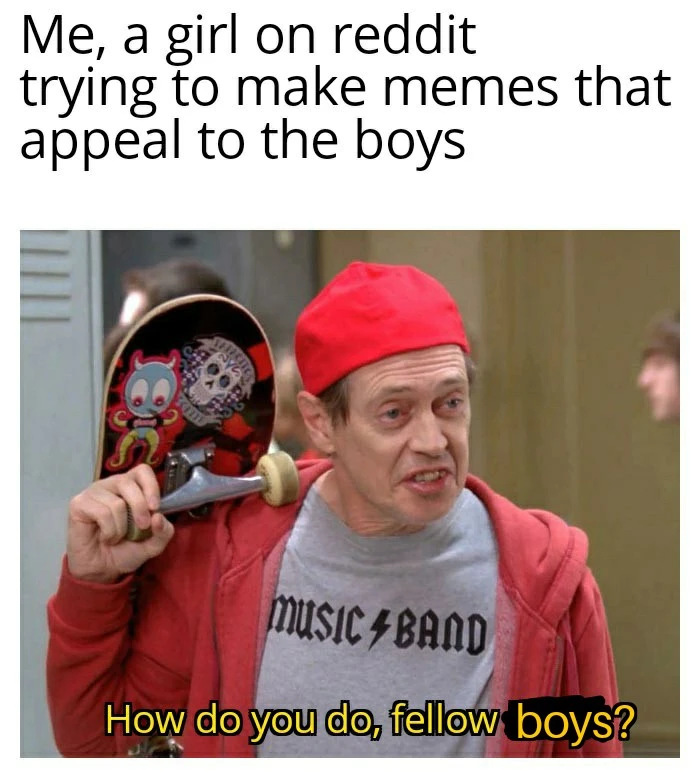 Me, a girl on reddit
trying to make memes that
appeal to the boys
MUSIC⚡BAND
How do you do, fellow boys?